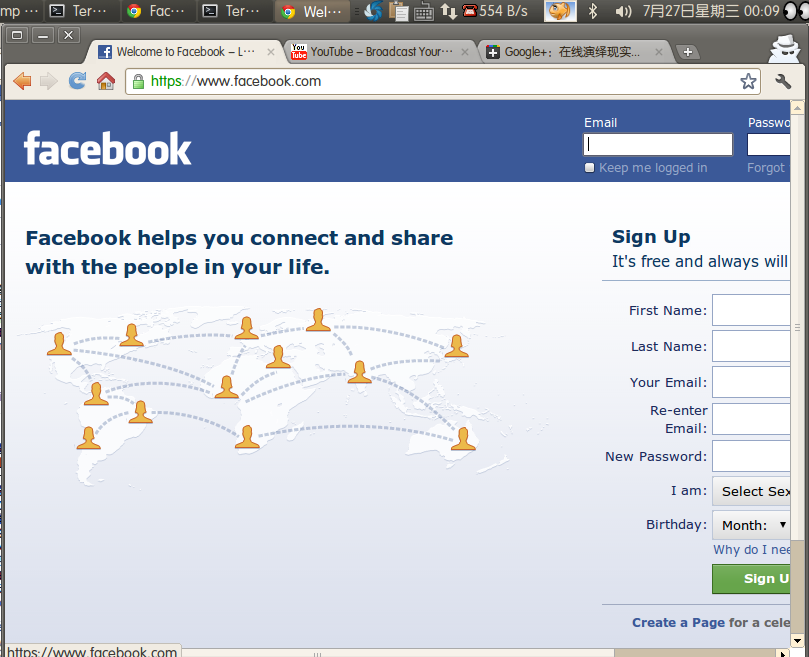 mp ··· Ter··· Fac··· Ter··· Wel··· 554 B/s 7月27日星期三 00:09
Welcome to Facebook – L··· YouTube – Broadcast Your··· Google+：在线演绎现实...
https://www.facebook.com
facebook
Email
Passwo
Keep me logged in
Forgot
Facebook helps you connect and share
with the people in your life.
Sign Up
It's free and always will
First Name:
Last Name:
Your Email:
Re-enter
Email:
New Password:
I am: Select Sex
Birthday: Month:
Why do I nee
Sign U
Create a Page for a cele
https://www.facebook.com